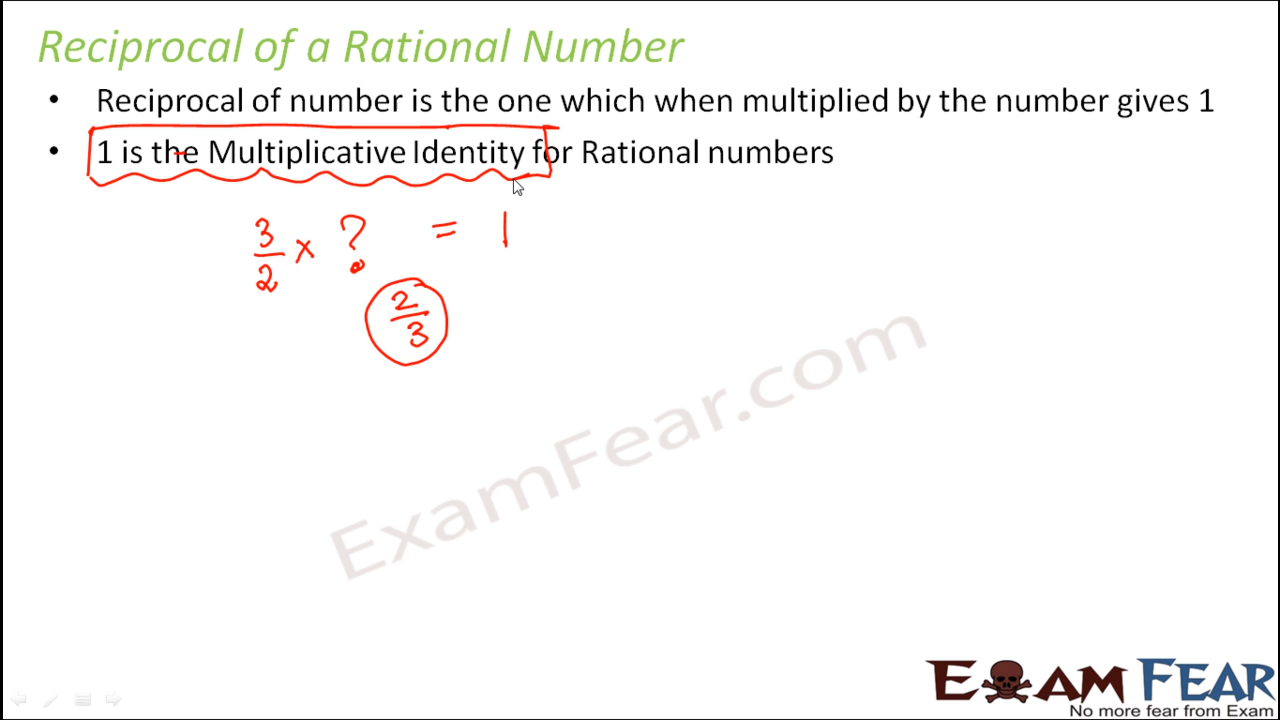 Reciprocal of a Rational Number
• Reciprocal of number is the one which when multiplied by the number gives 1
• 1 is the Multiplicative Identity for Rational numbers
3/2 × ? = 1
2/3
ExamFear.com
EXAM FEAR
No more fear from Exam